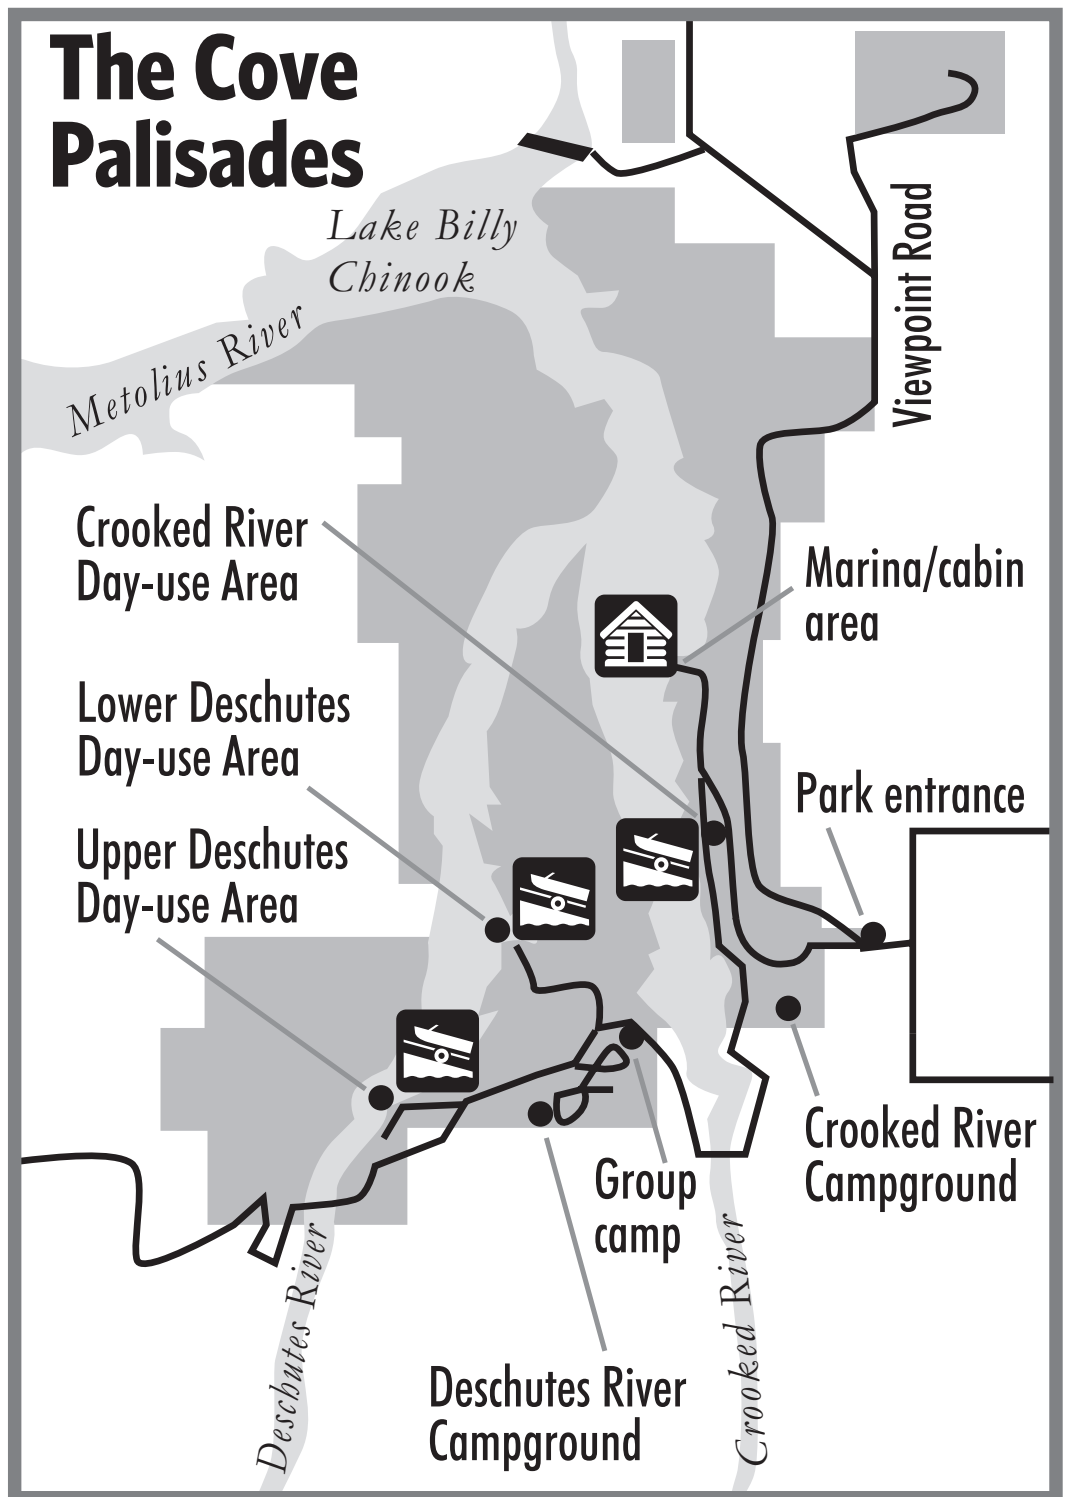 The Cove
Palisades
Lake Billy
Chinook
Metolius River
Viewpoint Road
Crooked River
Day-use Area
Marina/cabin
area
Lower Deschutes
Day-use Area
Park entrance
Upper Deschutes
Day-use Area
Crooked River
Campground
Group
camp
Deschutes River
Crooked River
Deschutes River
Campground